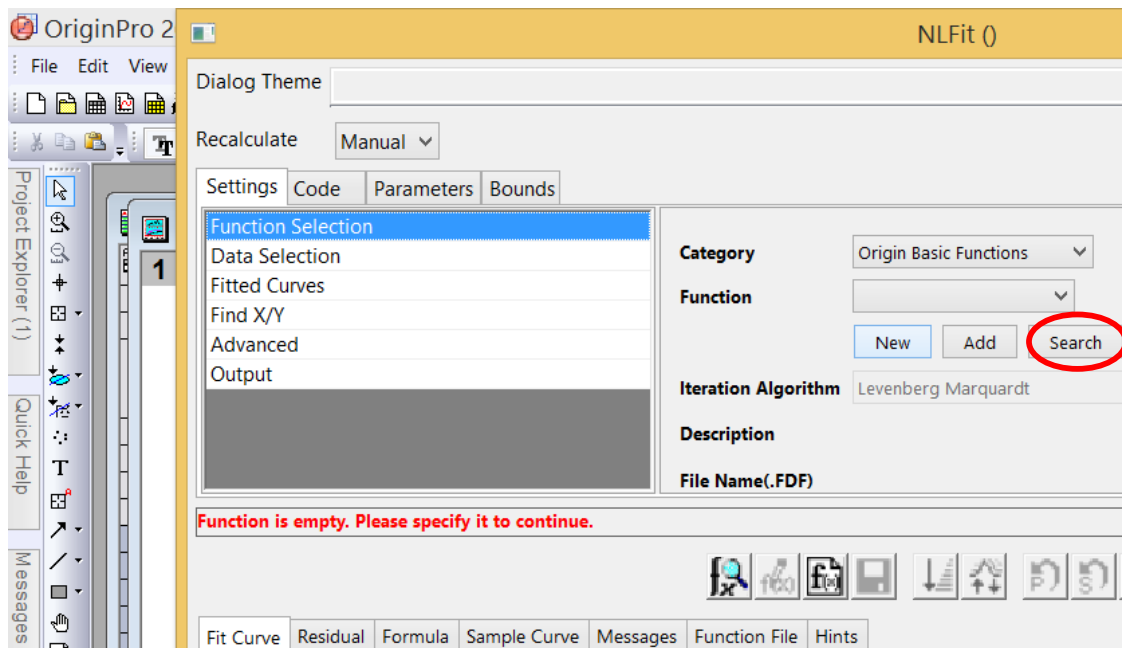 OriginPro 2
NLFit ()
File Edit View
Dialog Theme
Recalculate Manual
Settings Code Parameters Bounds
Project Explorer (1)
Quick Help
Messages
1
T
Function Selection
Data Selection
Fitted Curves
Find X/Y
Advanced
Output
Category Origin Basic Functions
Function
New Add Search
Iteration Algorithm Levenberg Marquardt
Description
File Name(.FDF)
Function is empty. Please specify it to continue.
Fit Curve Residual Formula Sample Curve Messages Function File Hints